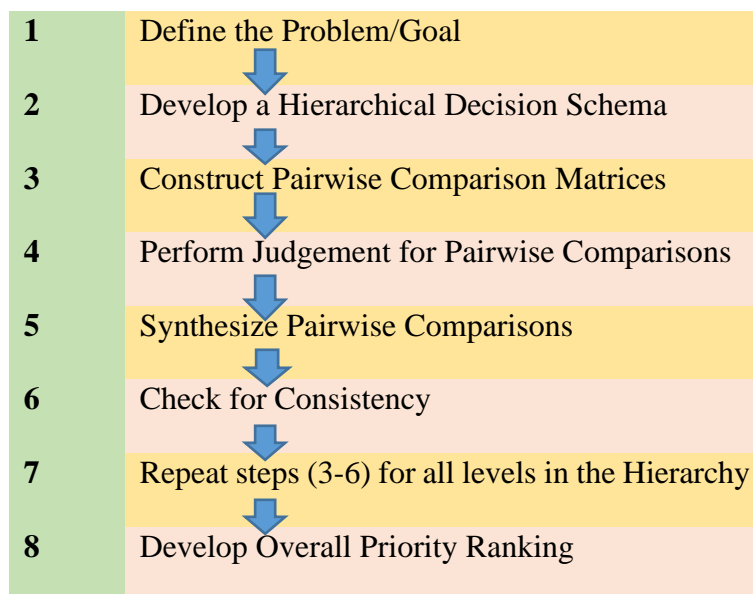 1 Define the Problem/Goal
2 Develop a Hierarchical Decision Schema
3 Construct Pairwise Comparison Matrices
4 Perform Judgement for Pairwise Comparisons
5 Synthesize Pairwise Comparisons
6 Check for Consistency
7 Repeat steps (3-6) for all levels in the Hierarchy
8 Develop Overall Priority Ranking